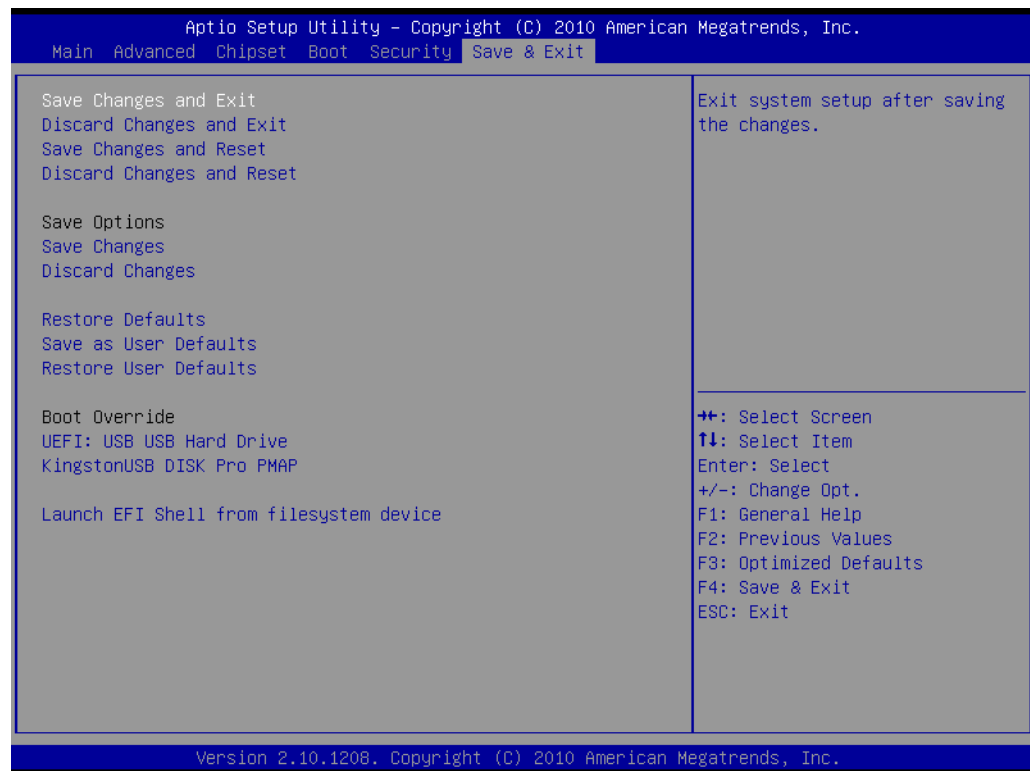 Aptio Setup Utility – Copyright (C) 2010 American Megatrends, Inc.
Main Advanced Chipset Boot Security Save & Exit
Save Changes and Exit
Discard Changes and Exit
Save Changes and Reset
Discard Changes and Reset
Save Options
Save Changes
Discard Changes
Restore Defaults
Save as User Defaults
Restore User Defaults
Boot Override
UEFI: USB USB Hard Drive
KingstonUSB DISK Pro PMAP
Launch EFI Shell from filesystem device
Exit system setup after saving
the changes.
→←: Select Screen
↑↓: Select Item
Enter: Select
+/-: Change Opt.
F1: General Help
F2: Previous Values
F3: Optimized Defaults
F4: Save & Exit
ESC: Exit
Version 2.10.1208. Copyright (C) 2010 American Megatrends, Inc.